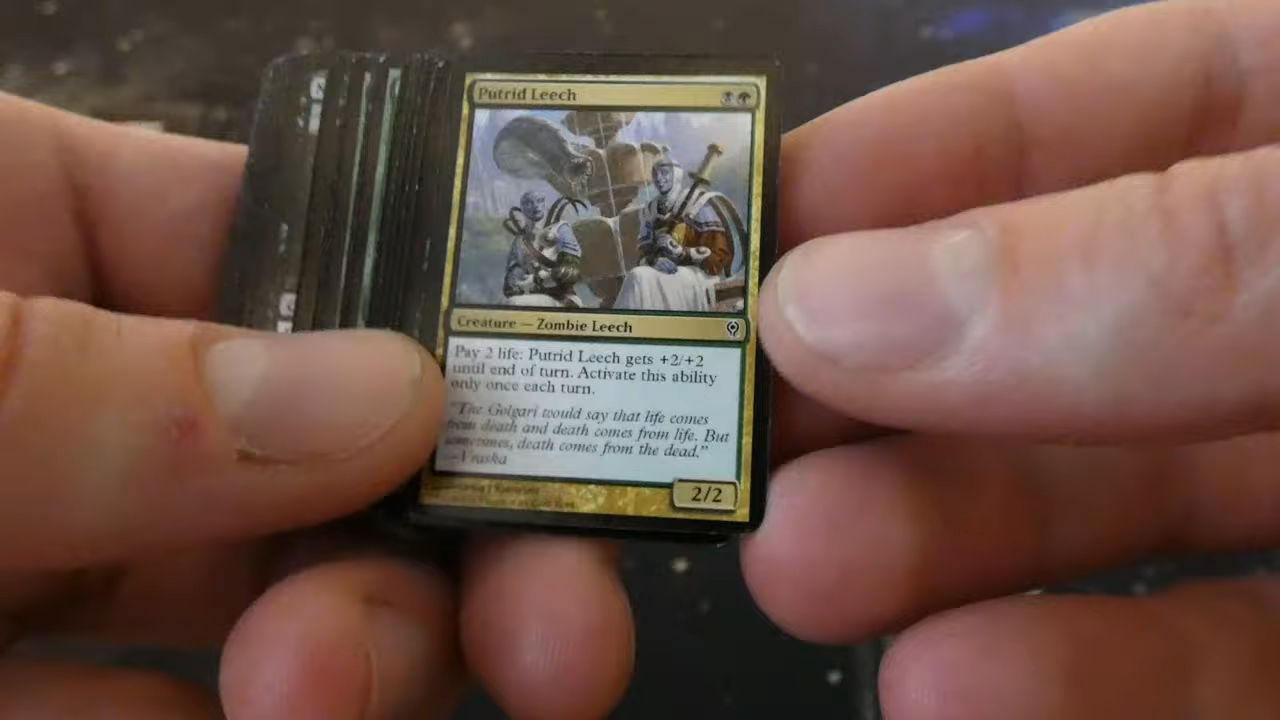 Putrid Leech
Creature — Zombie Leech
Pay 2 life: Putrid Leech gets +2/+2
until end of turn. Activate this ability
only once each turn.
"The Golgari would say that life comes
from death and death comes from life. But
sometimes, death comes from the dead."
—Vraska
2/2